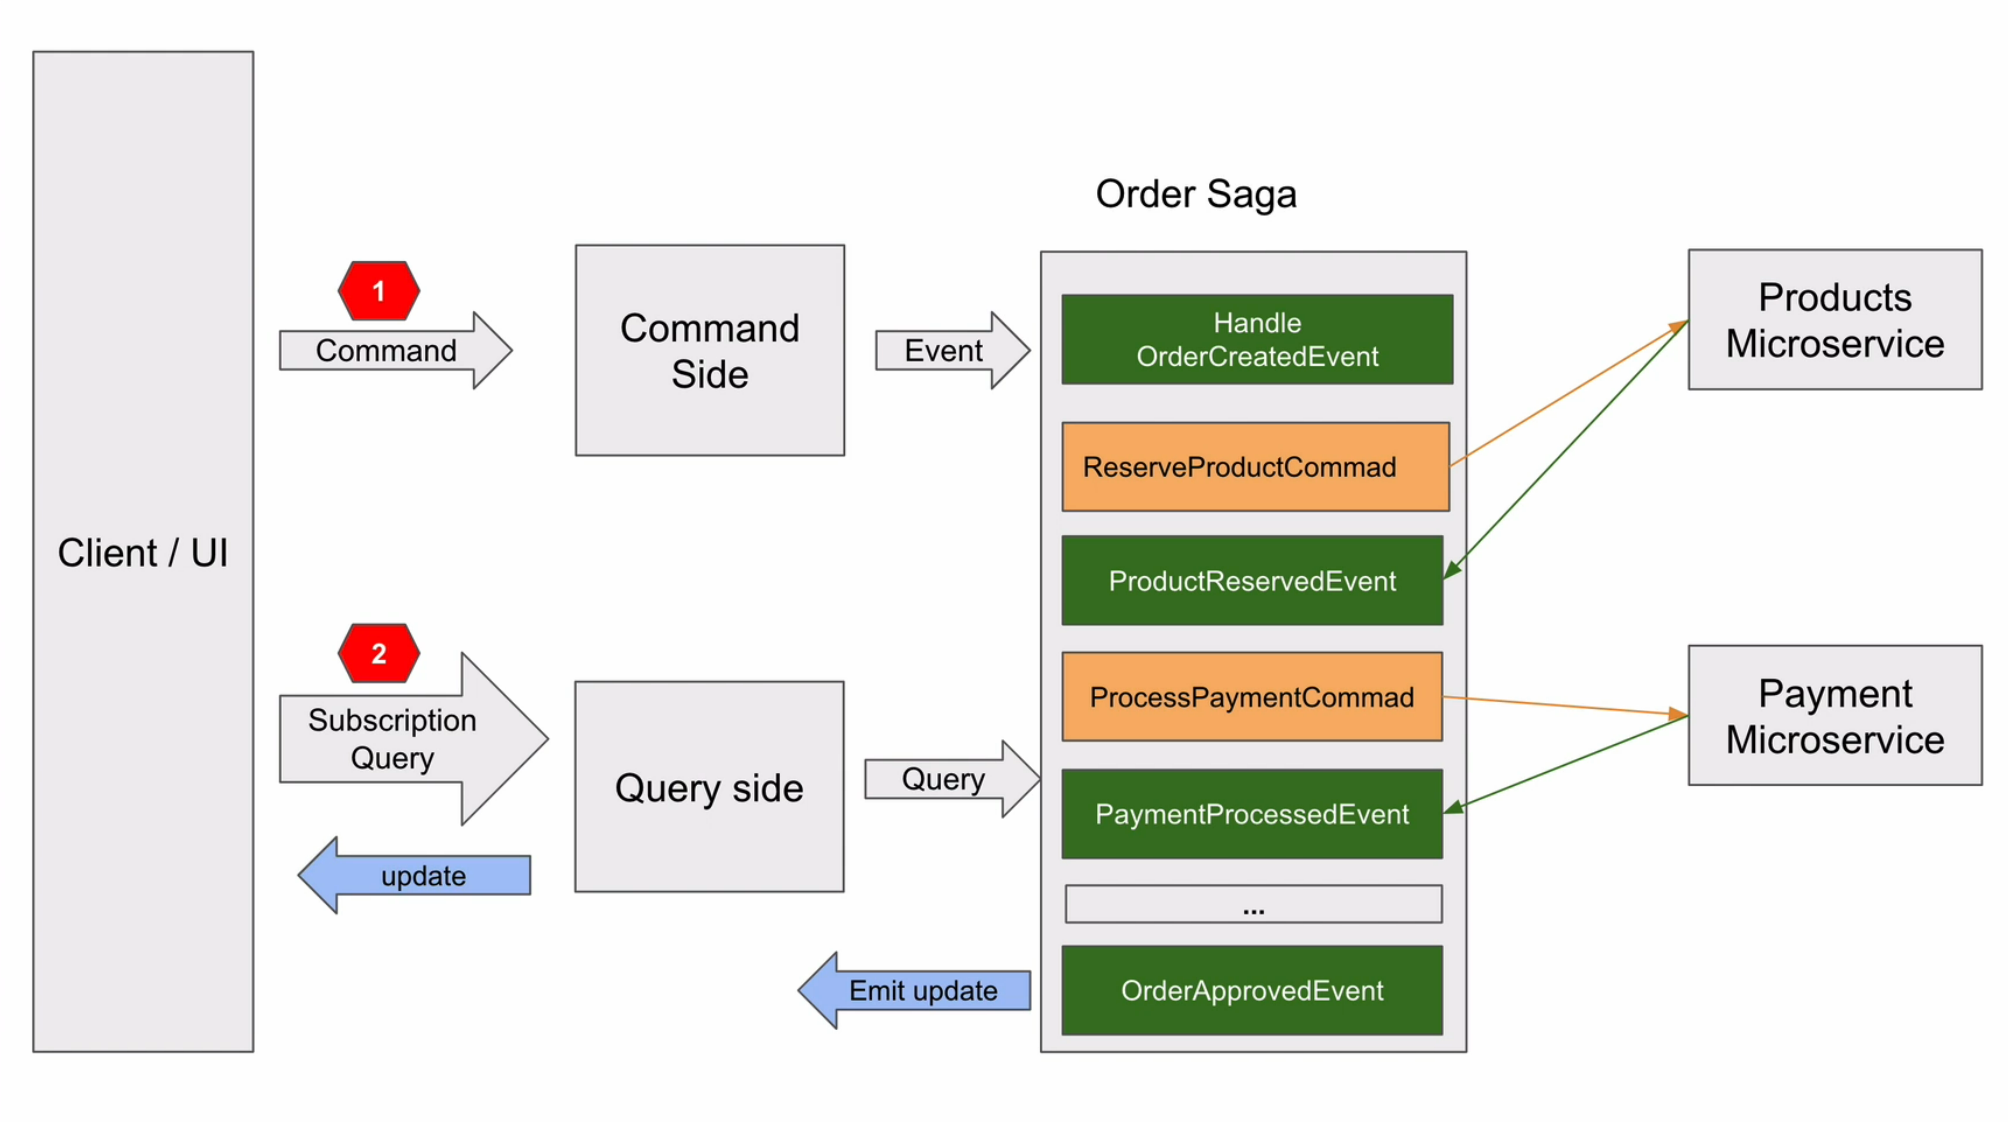 Client / UI
1
Command
Command
Side
Event
Order Saga
Handle
OrderCreatedEvent
ReserveProductCommad
ProductReservedEvent
ProcessPaymentCommad
PaymentProcessedEvent
...
OrderApprovedEvent
Products
Microservice
Payment
Microservice
2
Subscription
Query
Query side
Query
update
Emit update